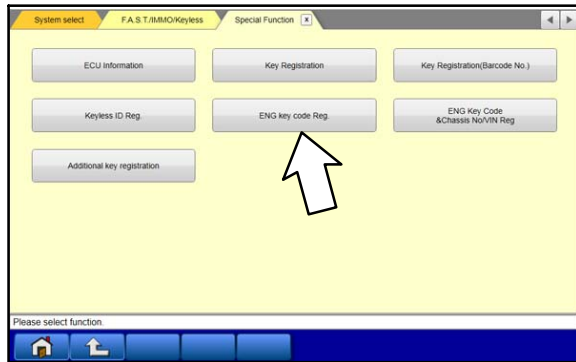 System select
F.A.S.T./IMMO/Keyless
Special Function
ECU Information
Key Registration
Key Registration(Barcode No.)
Keyless ID Reg.
ENG key code Reg.
ENG Key Code
&Chassis No/VIN Reg
Additional key registration
Please select function.